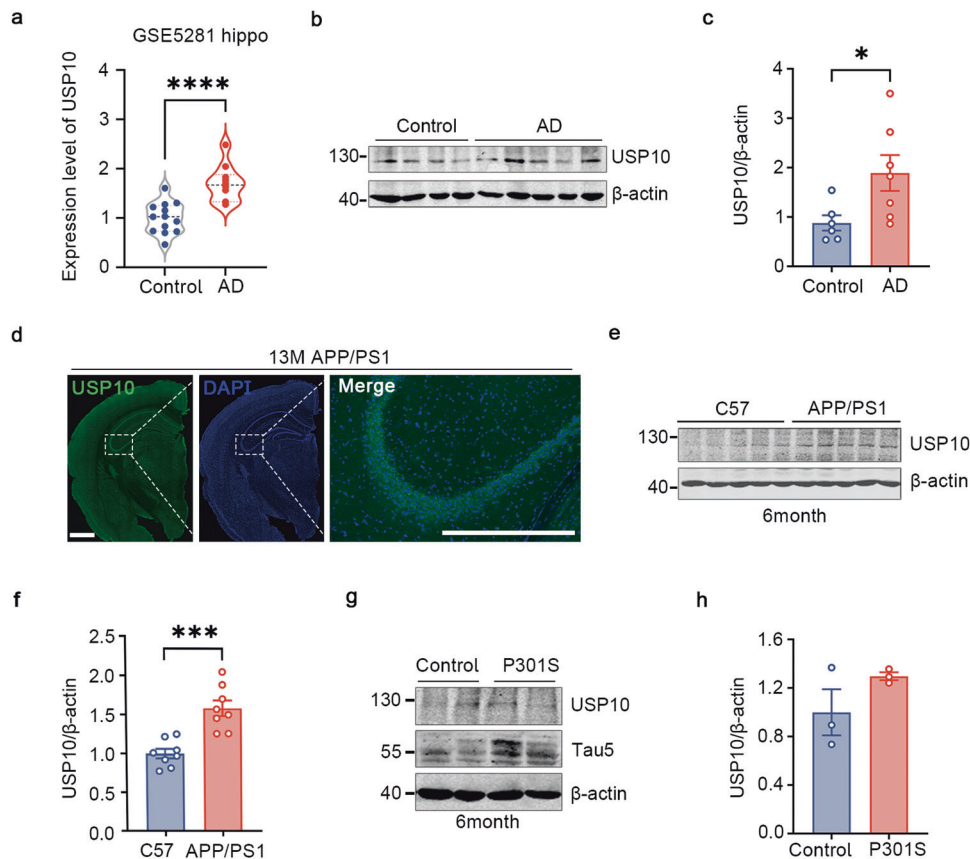 a
GSE5281 hippo
Expression level of USP10
4
3
2
1
0
****
Control
AD
b
Control
AD
130
USP10
40
β-actin
c
USP10/β-actin
4
3
2
1
0
*
Control
AD
d
13M APP/PS1
USP10
DAPI
Merge
e
C57
APP/PS1
130
USP10
40
β-actin
6month
f
USP10/β-actin
2.5
2.0
1.5
1.0
0.5
0.0
***
C57
APP/PS1
g
Control
P301S
130
USP10
55
Tau5
40
β-actin
6month
h
USP10/β-actin
1.6
1.2
0.8
0.4
0.0
Control
P301S